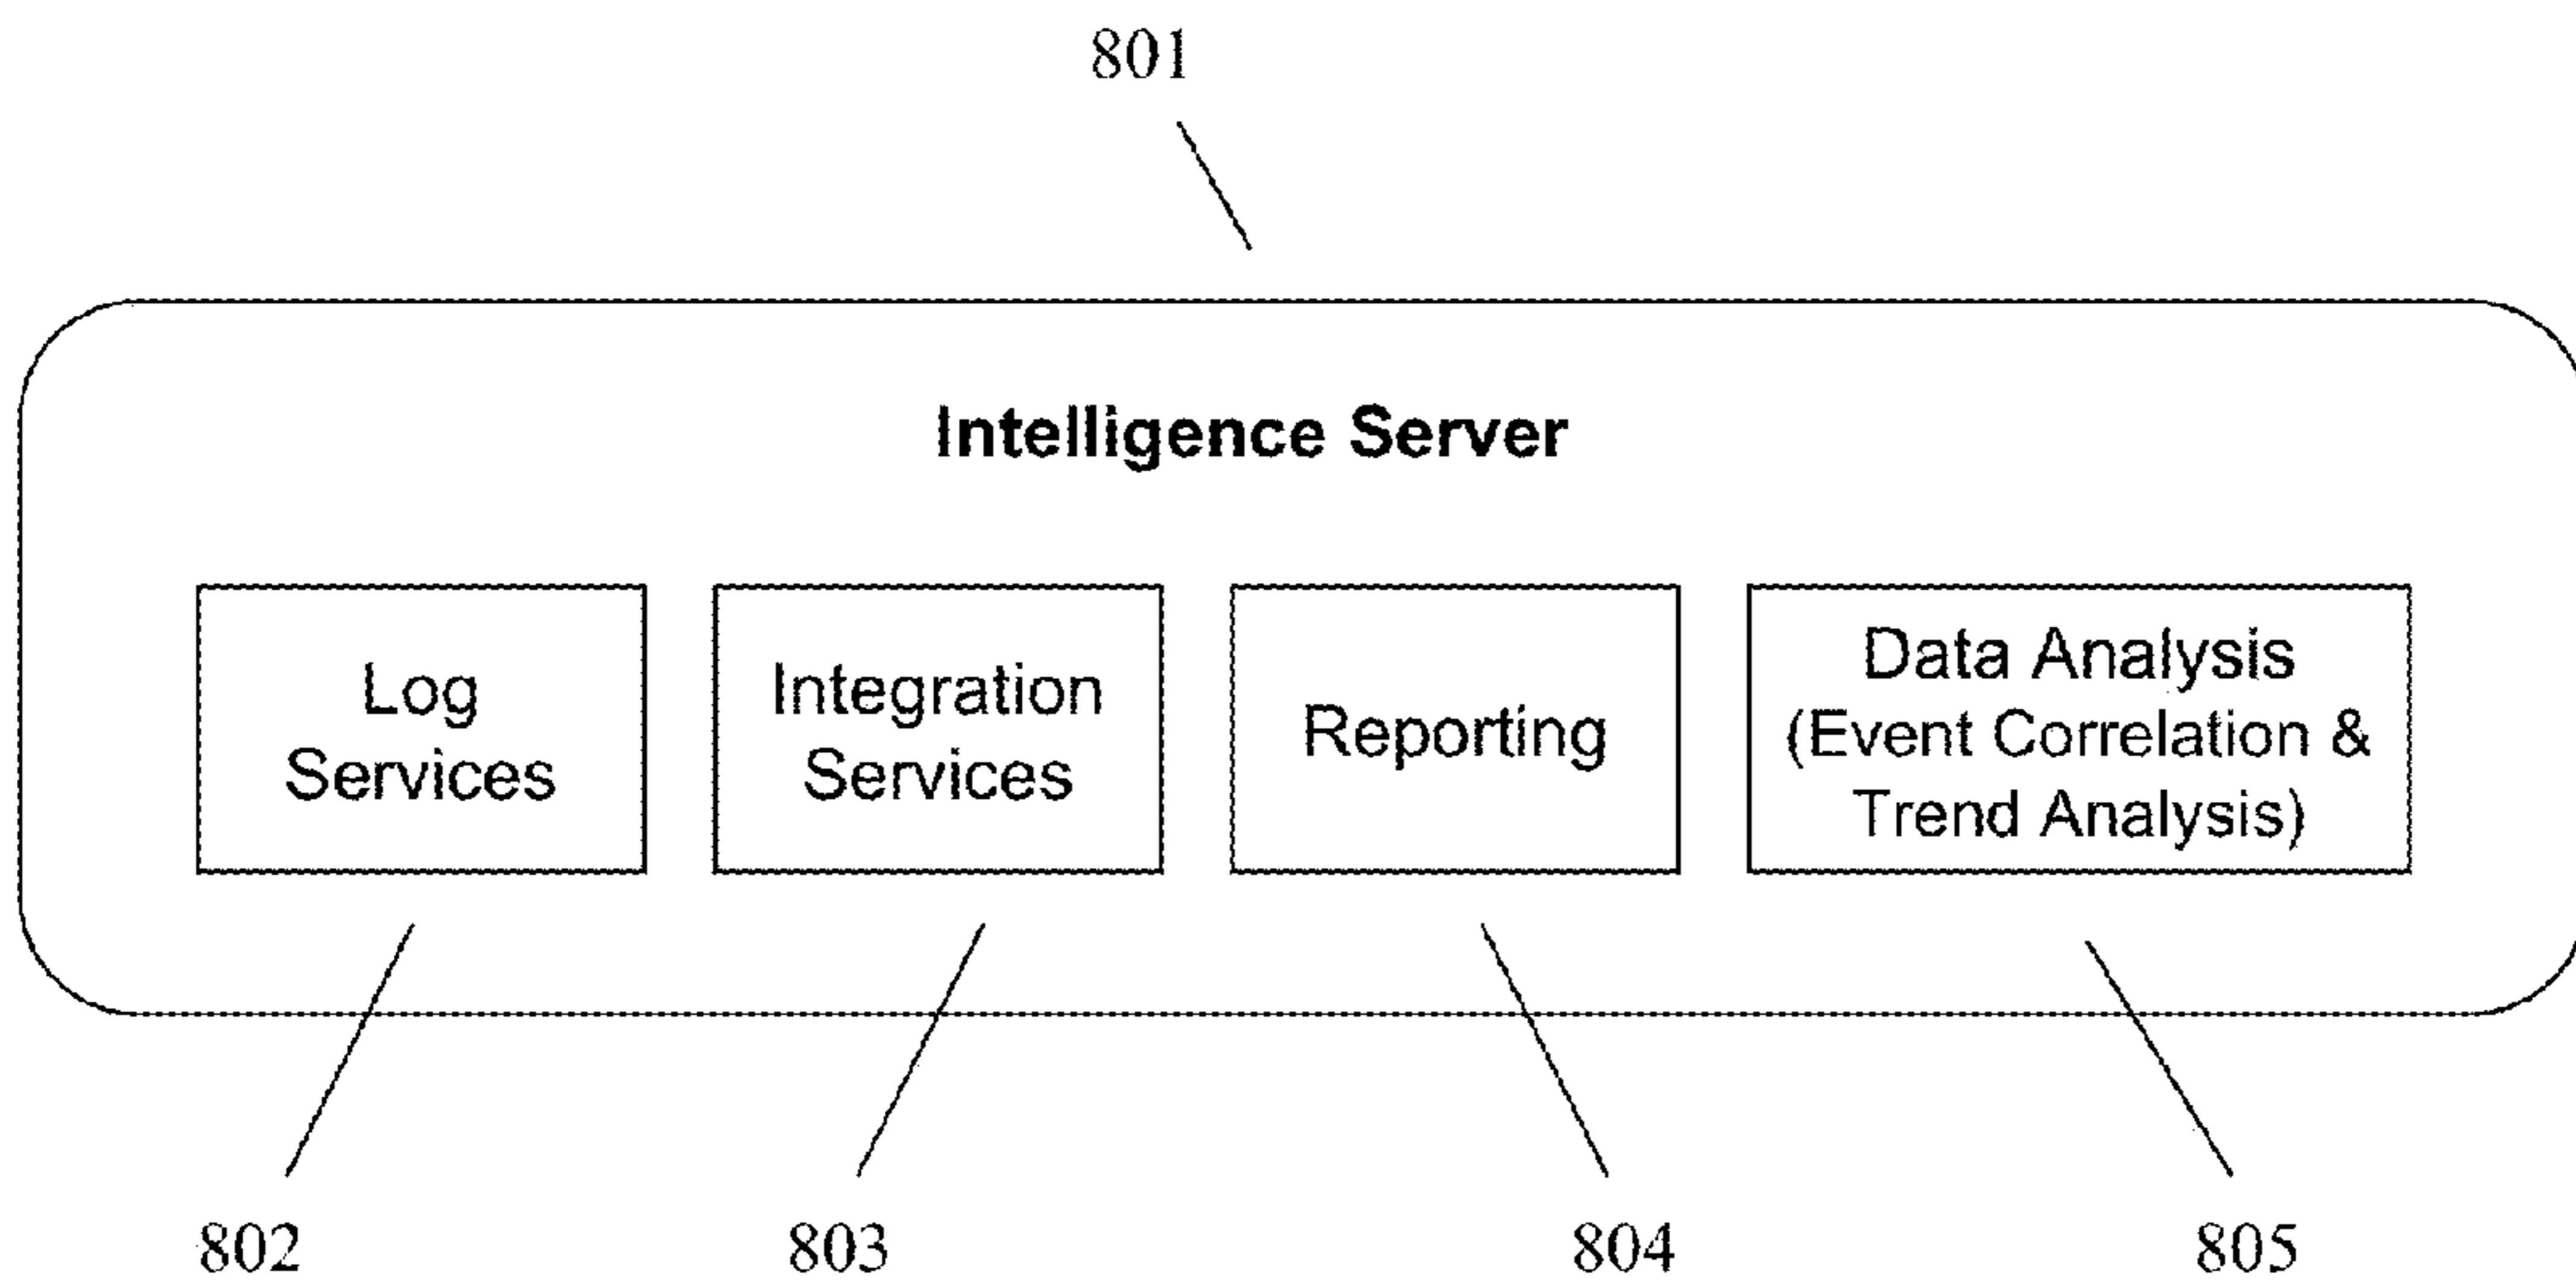 801
Intelligence Server
Log
Services
Integration
Services
Reporting
Data Analysis
(Event Correlation &
Trend Analysis)
802
803
804
805